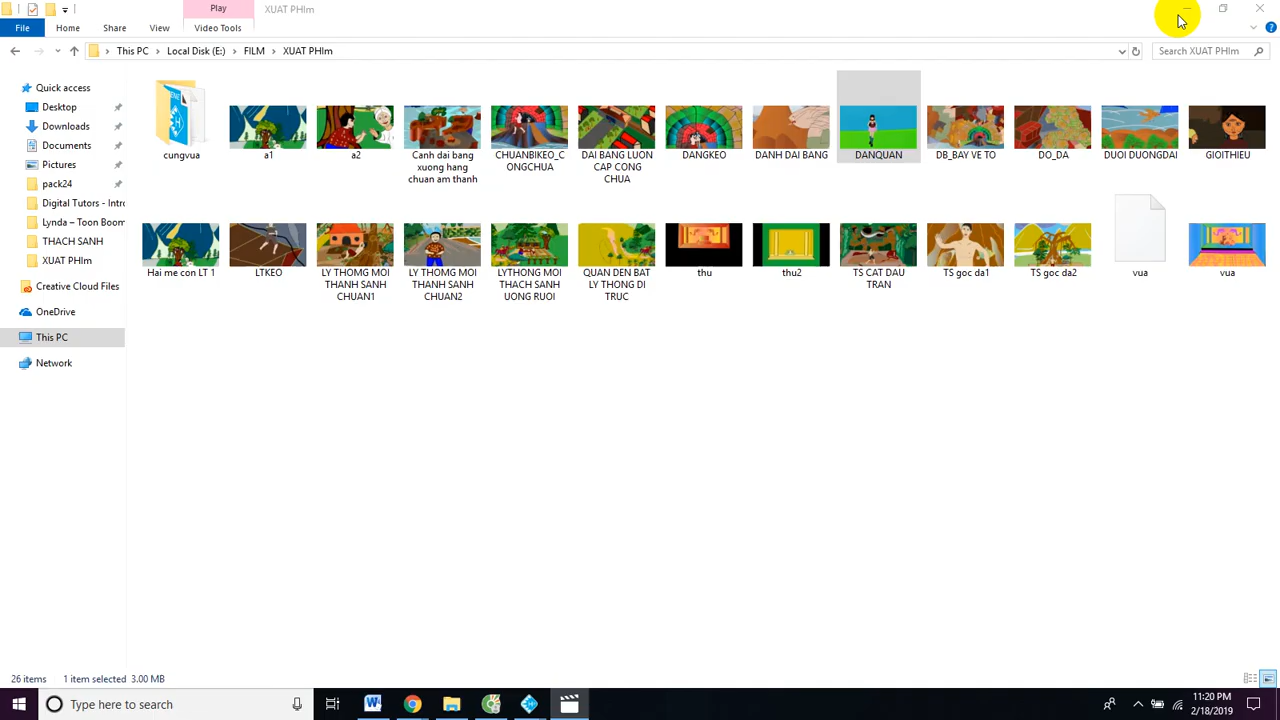 Play
XUAT PHIm
File
Home
Share
View
Video Tools
This PC
Local Disk (E:)
FILM
XUAT PHIm
Search XUAT PHIm
Quick access
Desktop
Downloads
Documents
Pictures
pack24
Digital Tutors - Intro
Lynda – Toon Boom
THACH SANH
XUAT PHIm
Creative Cloud Files
OneDrive
This PC
Network
cungvua
a1
a2
Canh dai bang
xuong hang
chuan am thanh
CHUANBIKEO_C
ONGCHUA
DAI BANG LUON
CAP CONG
CHUA
DANGKEO
DANH DAI BANG
DANQUAN
DB_BAY VE TO
DO_DA
DUOI DUONGDAI
GIOITHIEU
Hai me con LT 1
LTKEO
LY THOMG MOI
THANH SANH
CHUAN1
LY THOMG MOI
THANH SANH
CHUAN2
LYTHONG MOI
THACH SANH
UONG RUOI
QUAN DEN BAT
LY THONG DI
TRUC
thu
thu2
TS CAT DAU
TRAN
TS goc da1
TS goc da2
vua
vua
26 items
1 item selected 3.00 MB
Type here to search
11:20 PM
2/18/2019